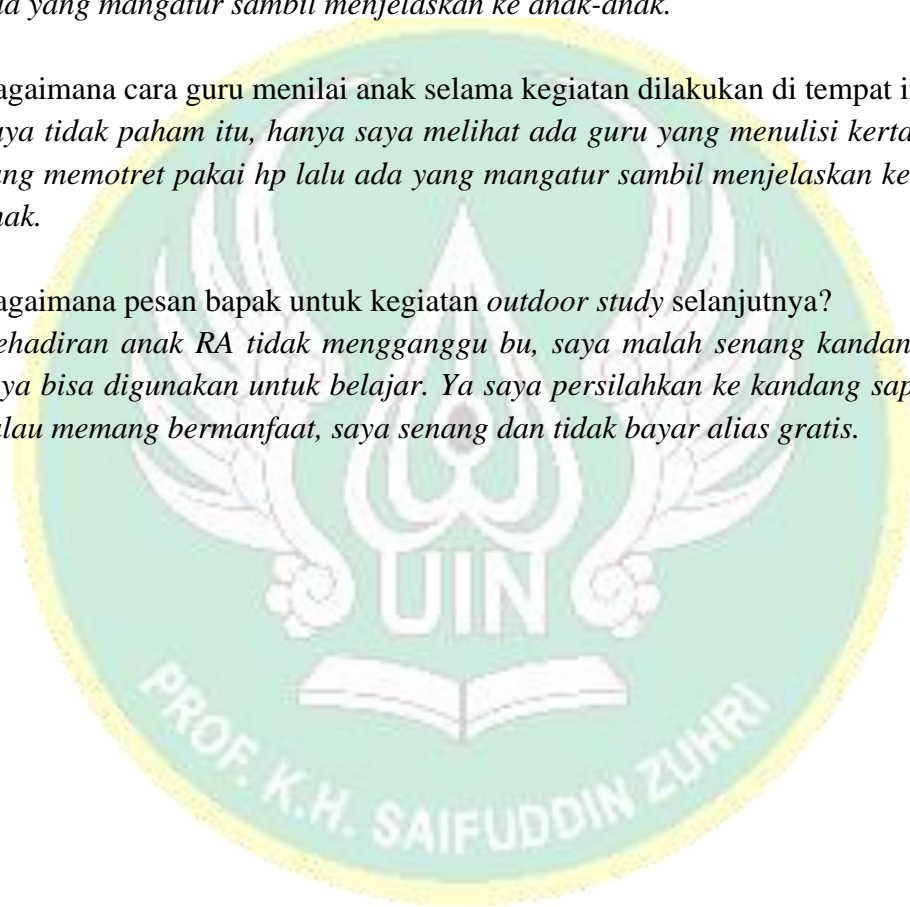 yang mangatur sambil menjelaskan ke anak-anak.
agaimana cara guru menilai anak selama kegiatan dilakukan di tempat
aya tidak paham itu, hanya saya melihat ada guru yang menulisi
ang memotret pakai hp lalu ada yang mangatur sambil menjelaskan ke
nak.
agaimana pesan bapak untuk kegiatan outdoor study selanjutnya?
ehadiran anak RA tidak mengganggu bu, saya malah senang
ya bisa digunakan untuk belajar. Ya saya persilahkan ke kandang
alau memang bermanfaat, saya senang dan tidak bayar alias gratis.
UIN
PROF. K.H. SAIFUDDIN ZUHRI